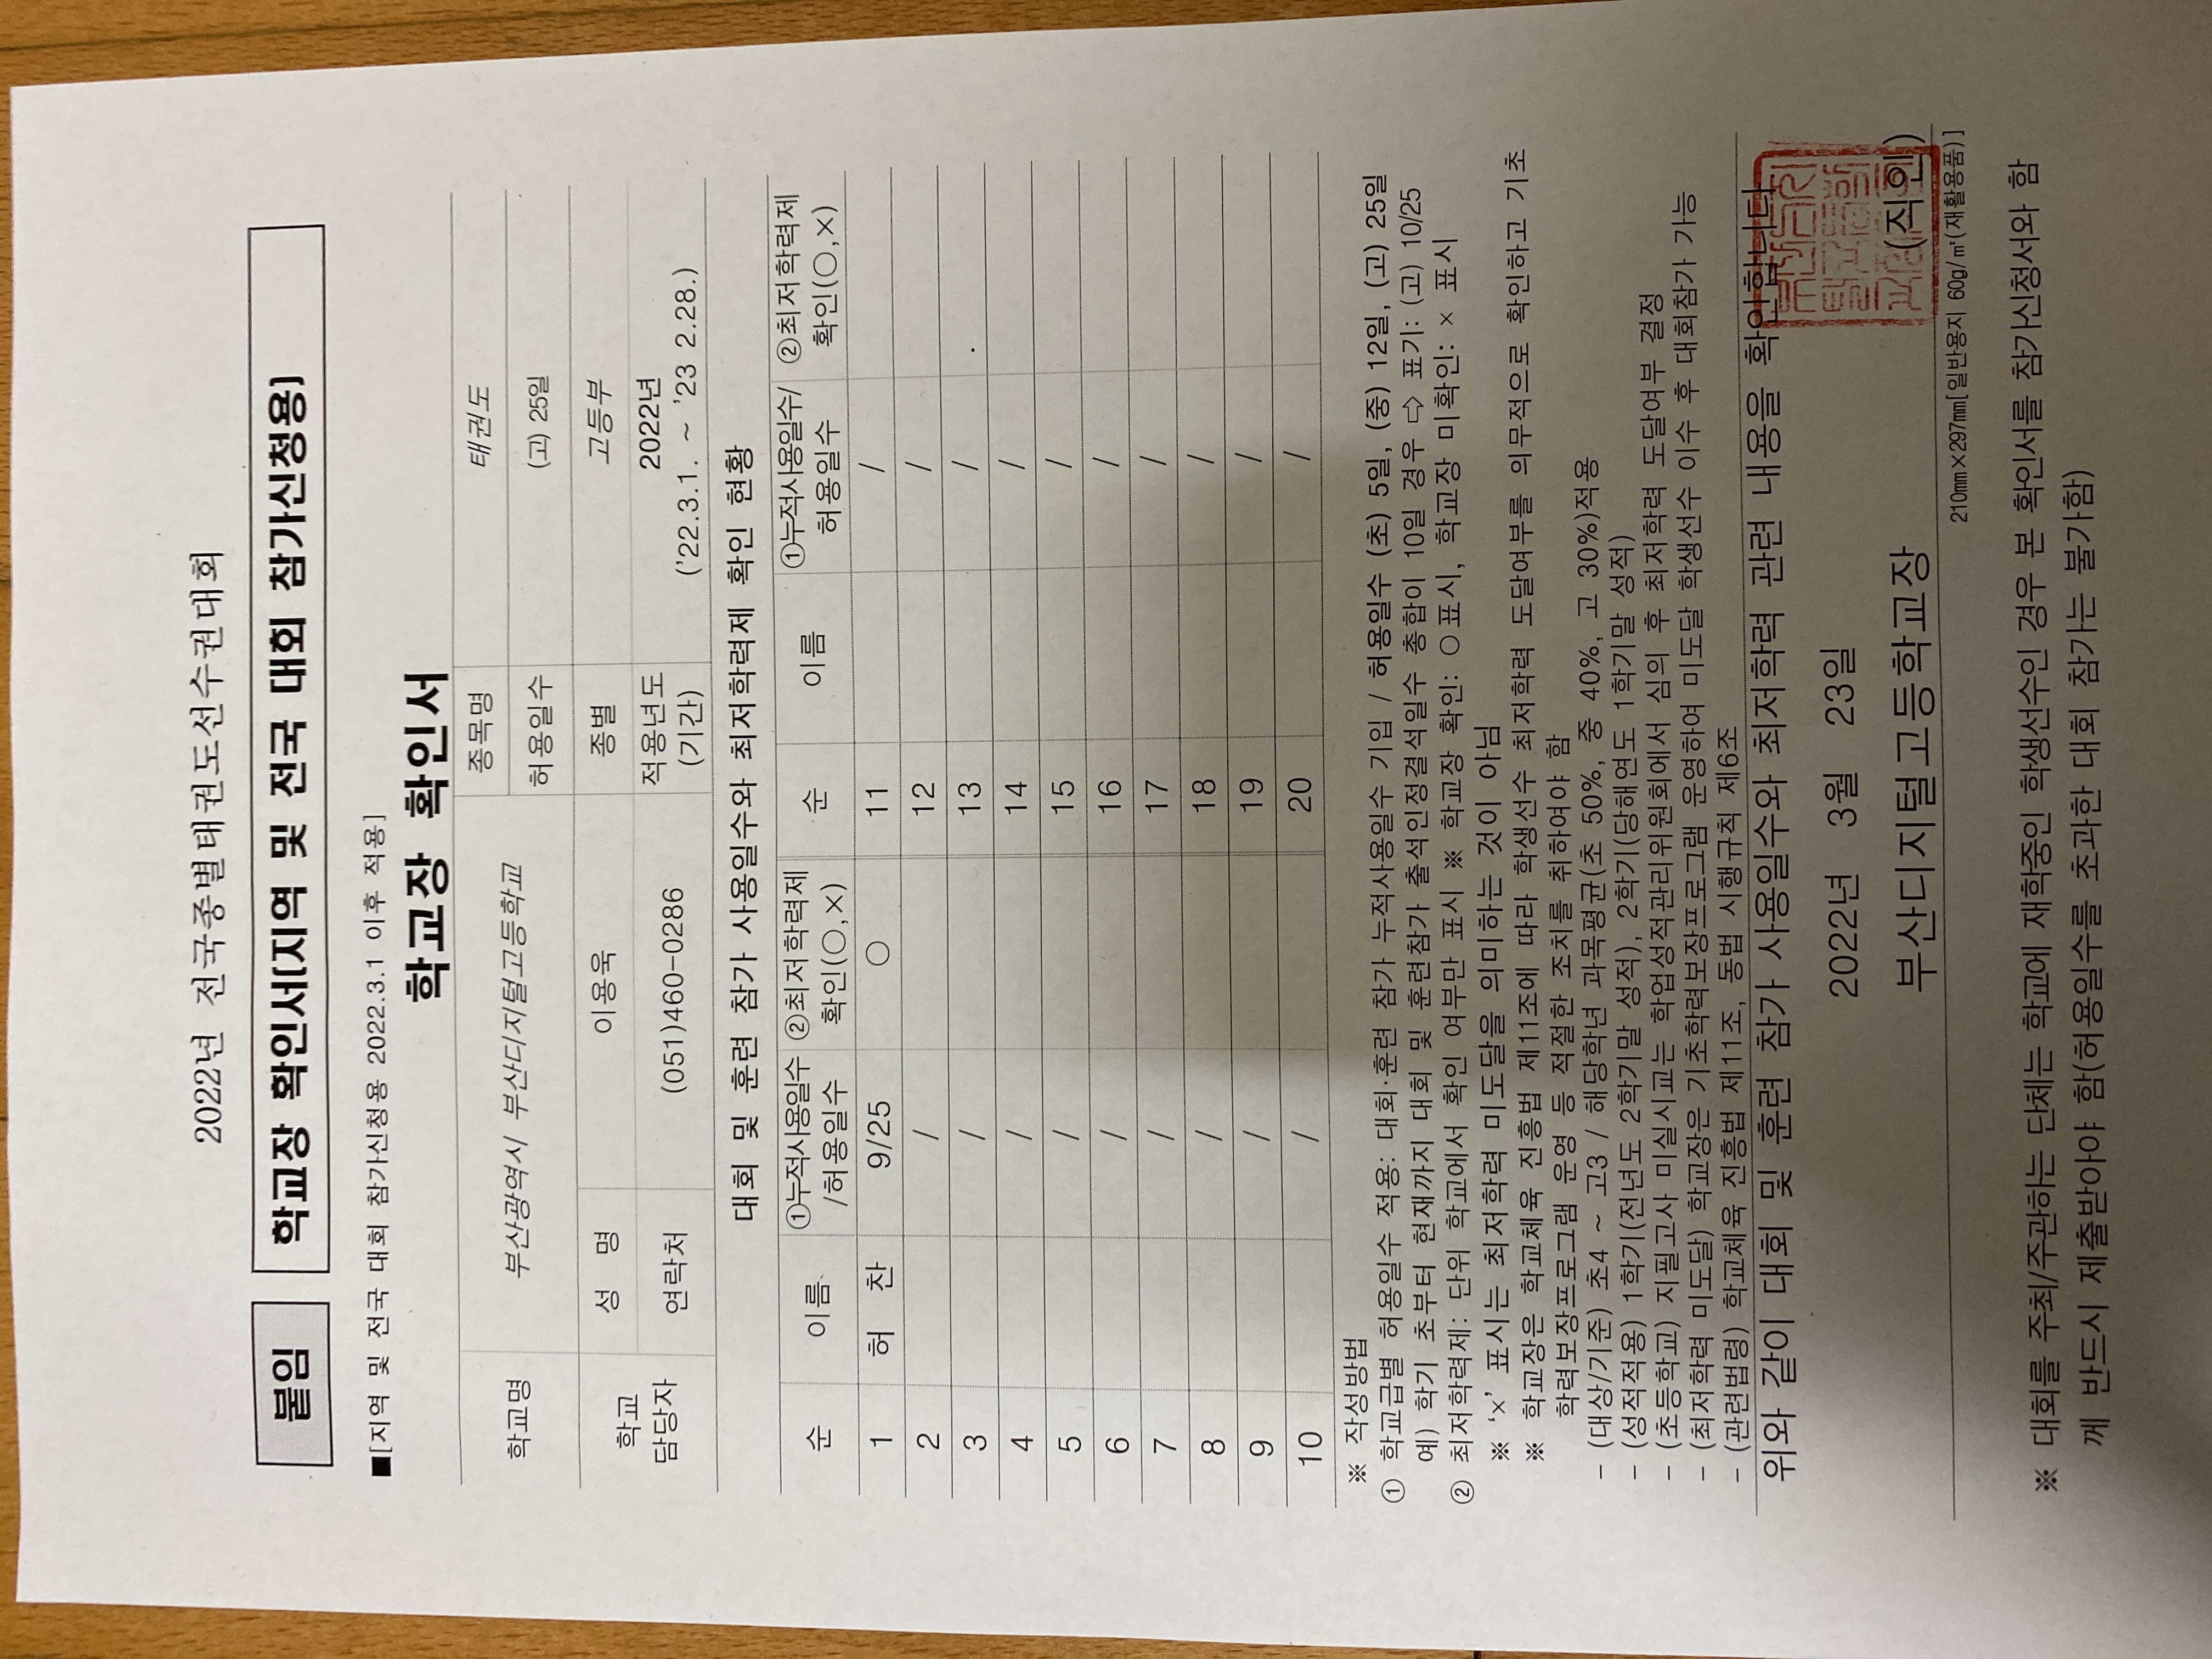 2022년 전국종별태권도선수권대회
붙임 학교장 확인서[지역 및 전국 대회 참가신청용]
■[지역 및 전국 대회 참가신청용 2022.3.1 이후 적용]
학교장 확인서
학교명 부산광역시 부산디지털고등학교 종목명 태권도
허용일수 (고) 25일
학교 담당자 성 명 이용욱 종별 고등부
연락처 (051)460-0286 적용년도 (기간) 2022년
('22.3.1. ~ '23 2.28.)
대회 및 훈련 참가 사용일수와 최저학력제 확인 현황
순 이름 ①누적사용일수 /허용일수 ②최저학력제 확인(○,×) 순 이름 ①누적사용일수/ 허용일수 ②최저학력제 확인(○,×)
1 허 찬 9/25 ○ 11 /
2 / 12 /
3 / 13 /
4 / 14 /
5 / 15 /
6 / 16 /
7 / 17 /
8 / 18 /
9 / 19 /
10 / 20 /
※ 작성방법
① 학교급별 허용일수 적용: 대회·훈련 참가 누적사용일수 기입 / 허용일수 (초) 5일, (중) 12일, (고) 25일
예) 학기 초부터 현재까지 대회 및 훈련참가 출석인정결석일수 총합이 10일 경우 ⇨ 표기: (고) 10/25
② 최저학력제: 단위 학교에서 확인 여부만 표시 ※ 학교장 확인: ○ 표시, 학교장 미확인: × 표시
※ '×' 표시는 최저학력 미도달을 의미하는 것이 아님
※ 학교장은 학교체육 진흥법 제11조에 따라 학생선수 최저학력 도달여부를 의무적으로 확인하고 기초
학력보장프로그램 운영 등 적절한 조치를 취하여야 함
- (대상/기준) 초4 ~ 고3 / 해당학년 과목평균(초 50%, 중 40%, 고 30%)적용
- (성적적용) 1학기(전년도 2학기말 성적), 2학기(당해연도 1학기말 성적)
- (초등학교) 지필고사 미실시교는 학업성적관리위원회에서 심의 후 최저학력 도달여부 결정
- (최저학력 미도달) 학교장은 기초학력보장프로그램 운영하여 미도달 학생선수 이수 후 대회참가 가능
- (관련법령) 학교체육 진흥법 제11조, 동법 시행규칙 제6조
위와 같이 대회 및 훈련 참가 사용일수와 최저학력 관련 내용을 확인합니다
2022년 3월 23일
부산디지털고등학교장 (직인)
210㎜×297㎜[일반용지 60g/㎡(재활용품)]
※ 대회를 주최/주관하는 단체는 학교에 재학중인 학생선수인 경우 본 확인서를 참가신청서와 함
께 반드시 제출받아야 함(허용일수를 초과한 대회 참가는 불가함)